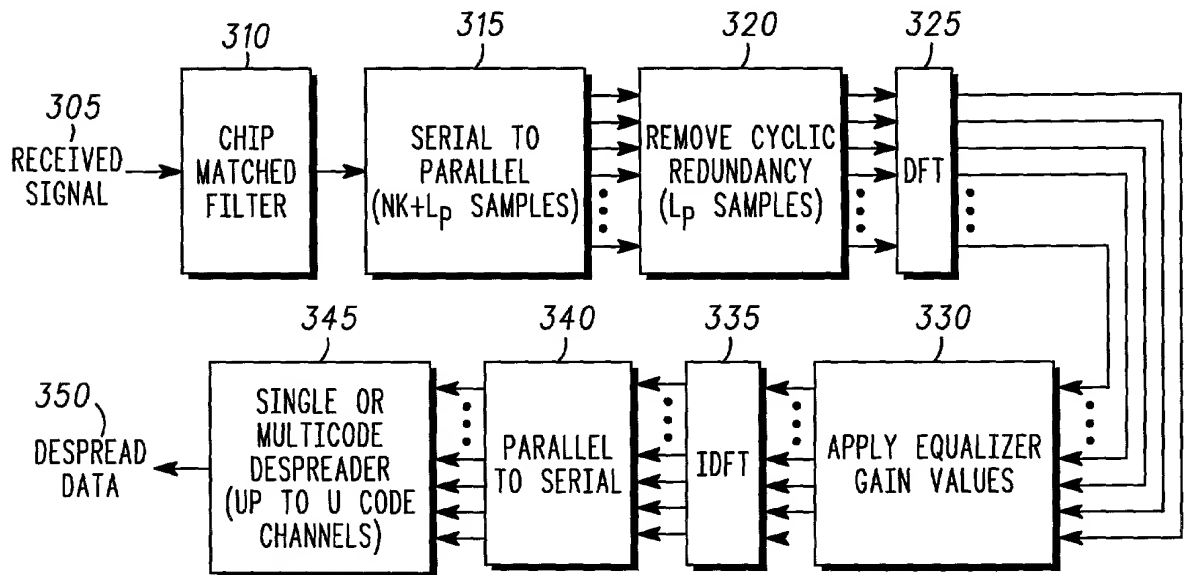 310
315
320
325
305
RECEIVED
SIGNAL
CHIP
MATCHED
FILTER
SERIAL TO
PARALLEL
(NK+Lp SAMPLES)
REMOVE CYCLIC
REDUNDANCY
(Lp SAMPLES)
DFT
345
340
335
330
350
DESPREAD
DATA
SINGLE OR
MULTICODE
DESPREADER
(UP TO U CODE
CHANNELS)
PARALLEL
TO SERIAL
IDFT
APPLY EQUALIZER
GAIN VALUES